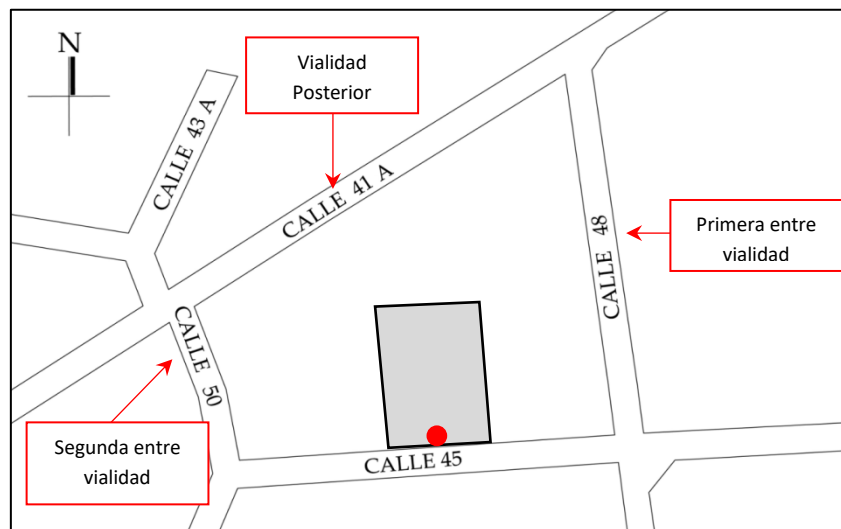 N
Vialidad
Posterior
CALLE 43 A
CALLE 41 A
Primera entre
vialidad
CALLE 48
CALLE 50
Segunda entre
vialidad
CALLE 45